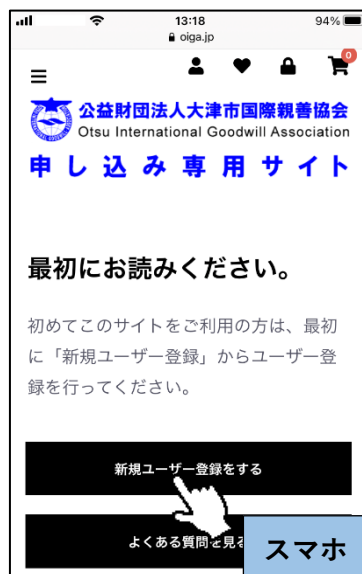 13:18
94%
oiga.jp
0
公益財団法人大津市国際親善協会
Otsu International Goodwill Association
申し込み専用サイト
最初にお読みください。
初めてこのサイトをご利用の方は、最初
に「新規ユーザー登録」からユーザー登
録を行ってください。
新規ユーザー登録をする
よくある質問を見る
スマホ